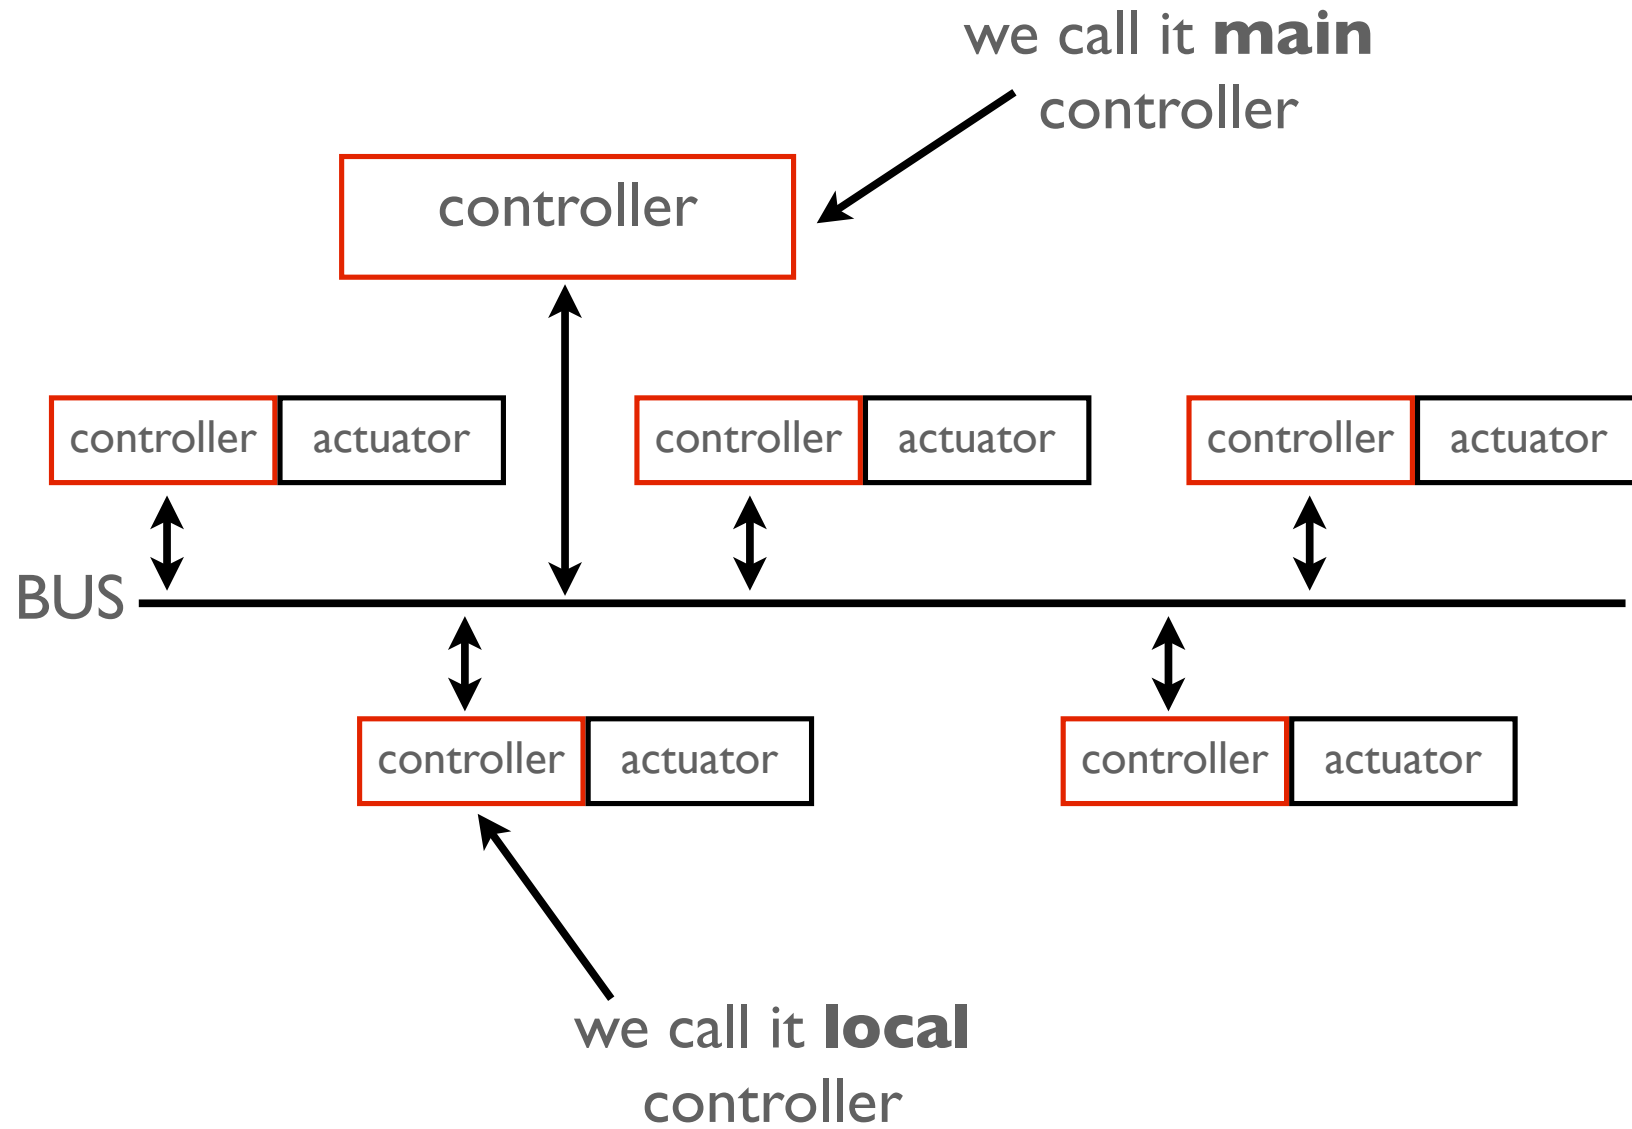 we call it main
controller
controller
controller actuator
controller actuator
controller actuator
BUS
controller actuator
controller actuator
we call it local
controller